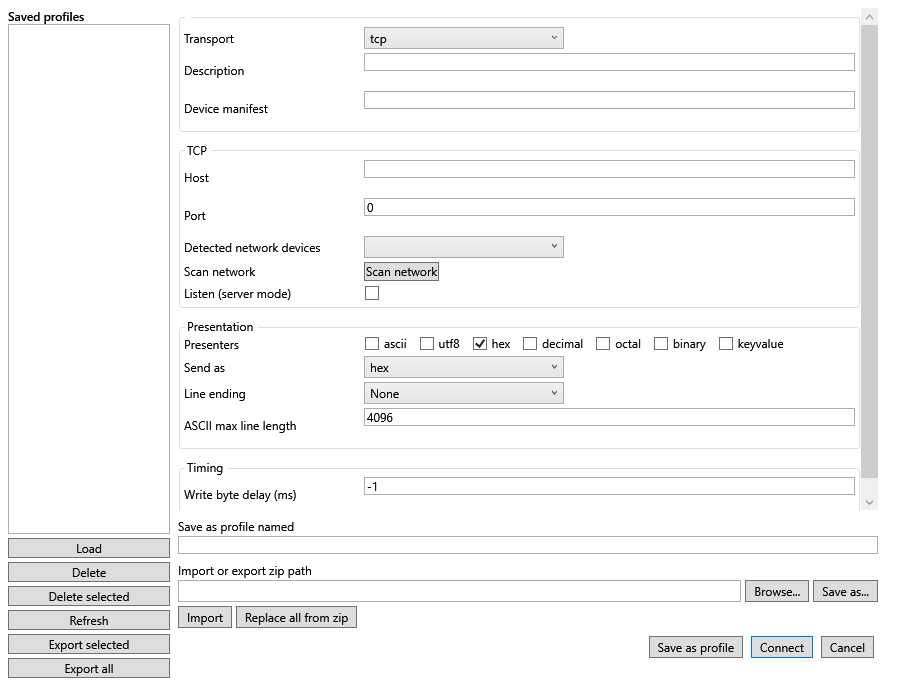 Saved profiles
Transport
tcp
Description
Device manifest
TCP
Host
Port
0
Detected network devices
Scan network
Scan network
Listen (server mode)
Presentation
Presenters
ascii
utf8
hex
decimal
octal
binary
keyvalue
Send as
hex
Line ending
None
ASCII max line length
4096
Timing
Write byte delay (ms)
-1
Load
Delete
Delete selected
Refresh
Export selected
Export all
Save as profile named
Import or export zip path
Browse...
Save as...
Import
Replace all from zip
Save as profile
Connect
Cancel